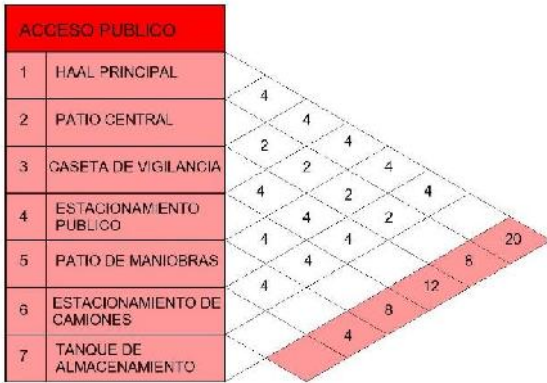 ACCESO PUBLICO
1 HAAL PRINCIPAL
2 PATIO CENTRAL
3 CASETA DE VIGILANCIA
4 ESTACIONAMIENTO
PUBLICO
5 PATIO DE MANIOBRAS
6 ESTACIONAMIENTO DE
CAMIONES
7 TANQUE DE
ALMACENAMIENTO
4
4
2 4
2 4
4 2 4
4 2
4 4 20
4 8
4 12
8
4